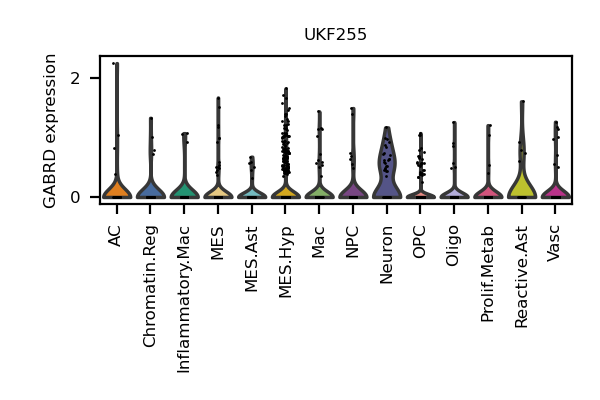 UKF255
GABRD expression
2
0
AC
Chromatin.Reg
Inflammatory.Mac
MES
MES.Ast
MES.Hyp
Mac
NPC
Neuron
OPC
Oligo
Prolif.Metab
Reactive.Ast
Vasc